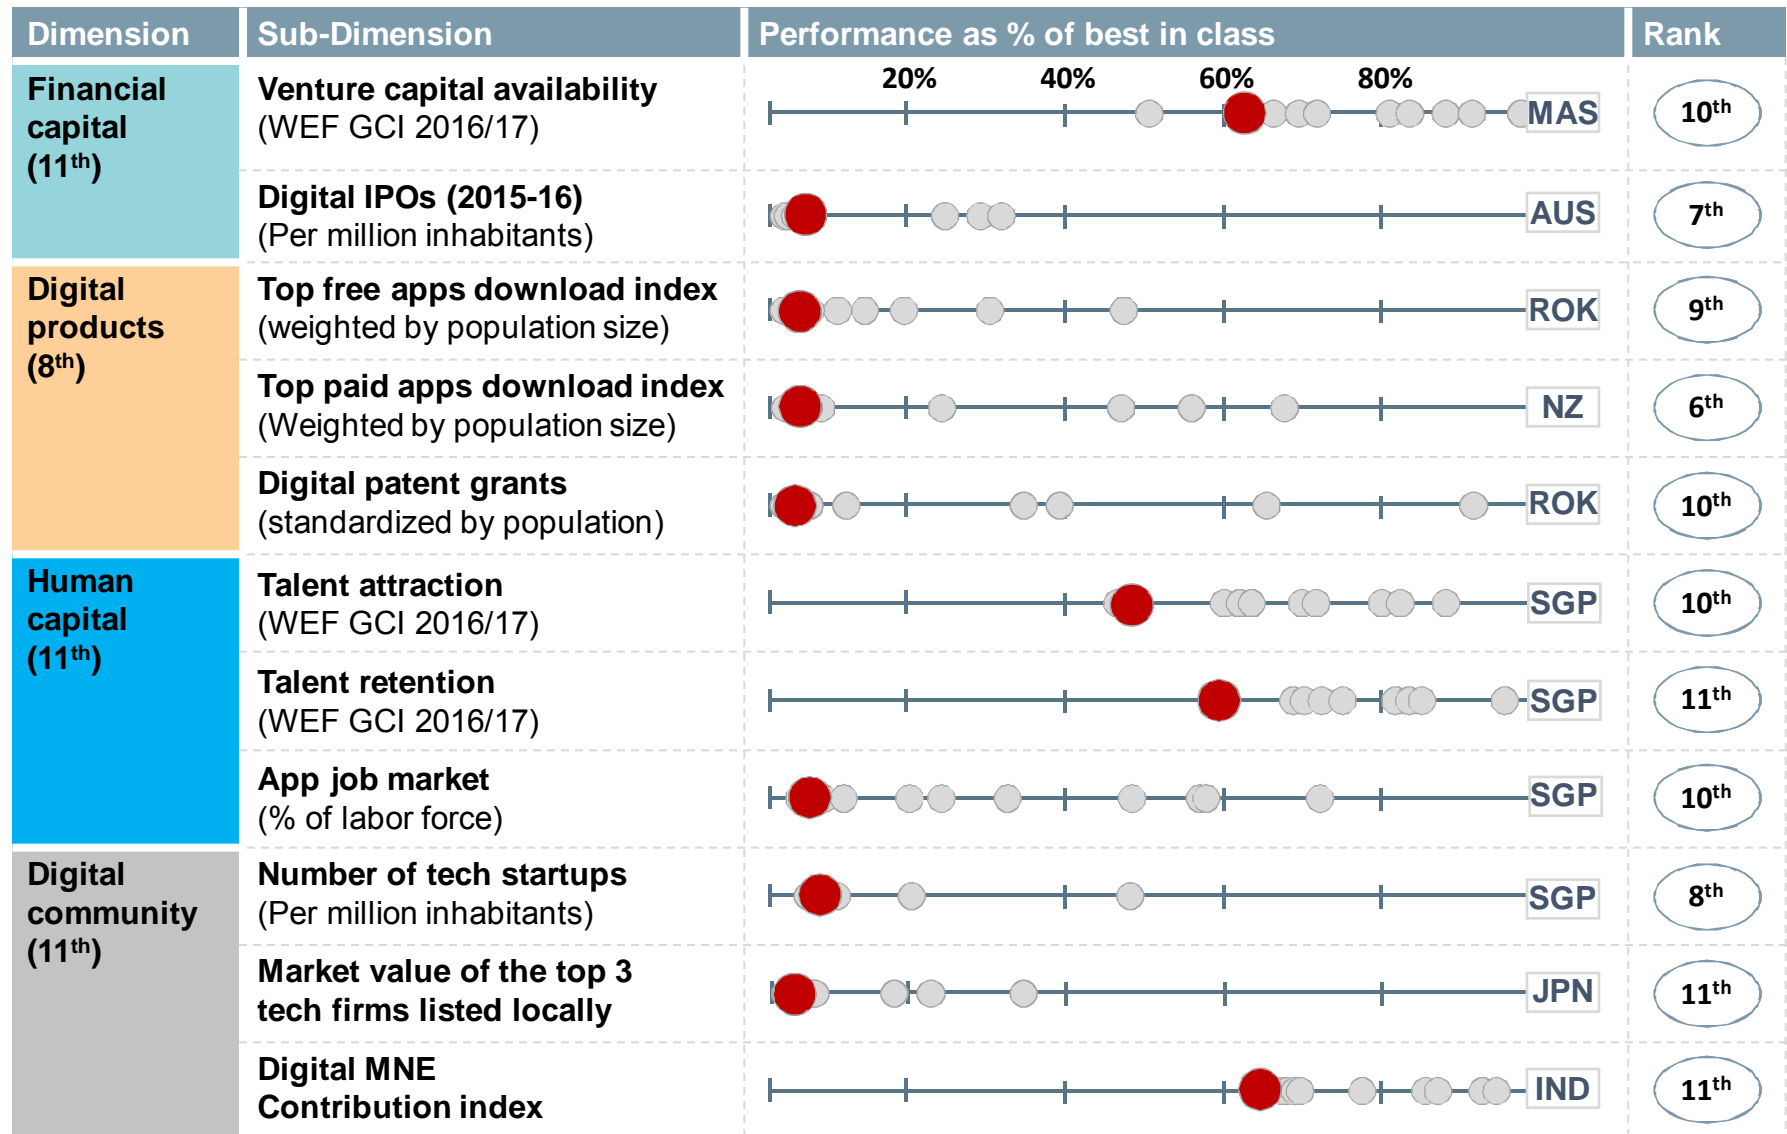 Dimension Sub-Dimension Performance as % of best in class Rank
20% 40% 60% 80%
Financial
capital
(11th)
Venture capital availability
(WEF GCI 2016/17)
MAS
10th
Digital IPOs (2015-16)
(Per million inhabitants)
AUS
7th
Digital
products
(8th)
Top free apps download index
(weighted by population size)
ROK
9th
Top paid apps download index
(Weighted by population size)
NZ
6th
Digital patent grants
(standardized by population)
ROK
10th
Human
capital
(11th)
Talent attraction
(WEF GCI 2016/17)
SGP
10th
Talent retention
(WEF GCI 2016/17)
SGP
11th
App job market
(% of labor force)
SGP
10th
Digital
community
(11th)
Number of tech startups
(Per million inhabitants)
SGP
8th
Market value of the top 3
tech firms listed locally
JPN
11th
Digital MNE
Contribution index
IND
11th